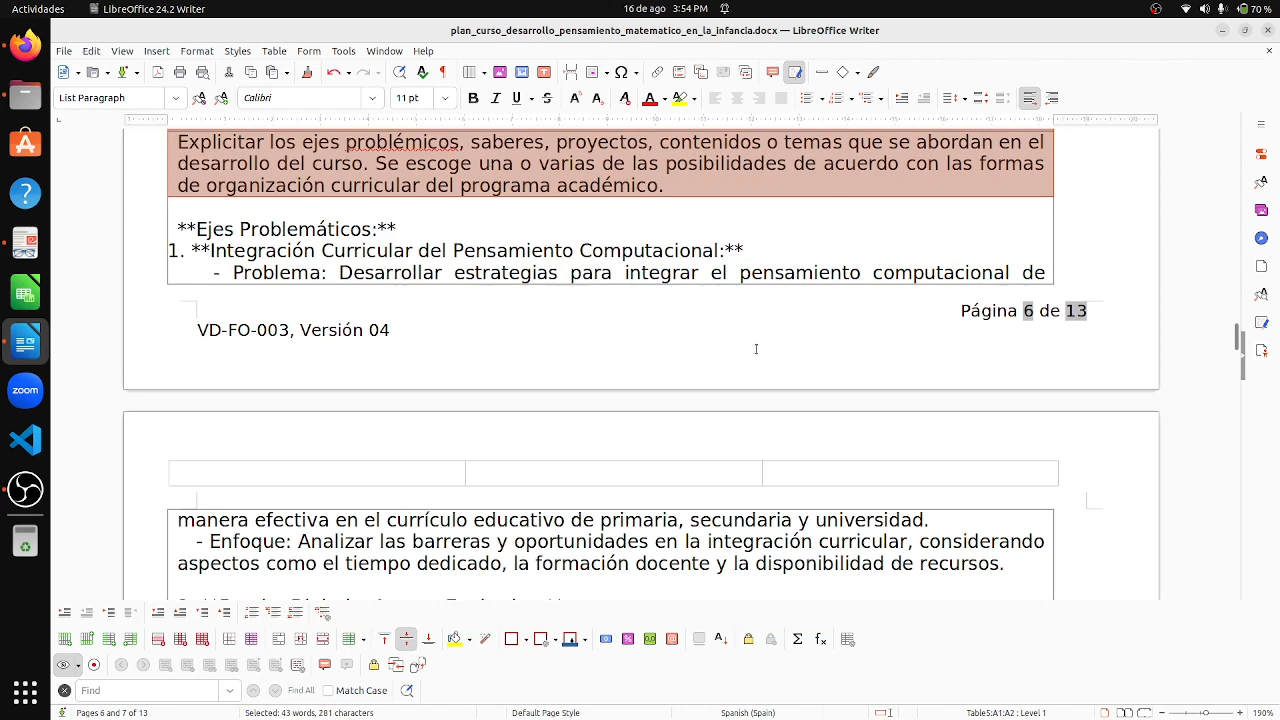 Actividades
LibreOffice 24.2 Writer
16 de ago 3:54 PM
70 %
plan_curso_desarrollo_pensamiento_matematico_en_la_infancia.docx — LibreOffice Writer
File Edit View Insert Format Styles Table Form Tools Window Help
List Paragraph
Calibri
11 pt
Explicitar los ejes problémicos, saberes, proyectos, contenidos o temas que se abordan en el
desarrollo del curso. Se escoge una o varias de las posibilidades de acuerdo con las formas
de organización curricular del programa académico.
**Ejes Problemáticos:**
1. **Integración Curricular del Pensamiento Computacional:**
- Problema: Desarrollar estrategias para integrar el pensamiento computacional de
Página 6 de 13
VD-FO-003, Versión 04
manera efectiva en el currículo educativo de primaria, secundaria y universidad.
- Enfoque: Analizar las barreras y oportunidades en la integración curricular, considerando
aspectos como el tiempo dedicado, la formación docente y la disponibilidad de recursos.
zoom
Find
Find All
Match Case
Pages 6 and 7 of 13
Selected: 43 words, 281 characters
Default Page Style
Spanish (Spain)
Table5:A1:A2 : Level 1
190%